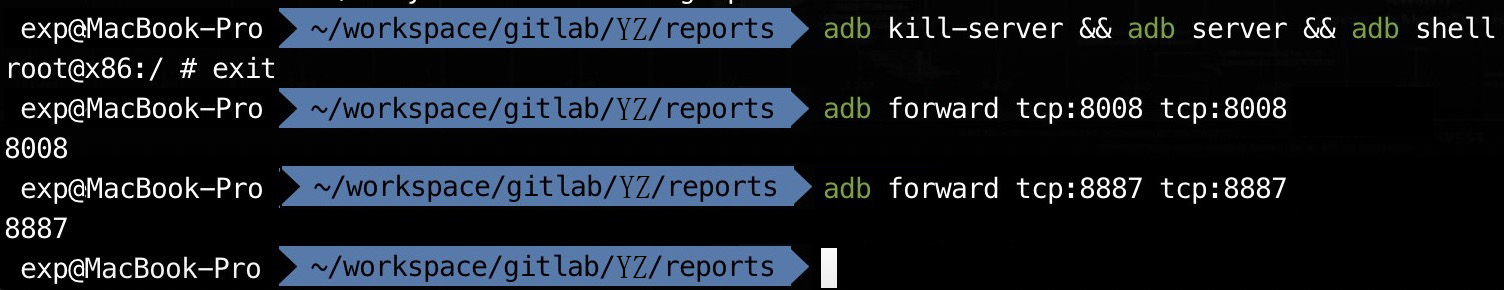 exp@MacBook-Pro ~/workspace/gitlab/YZ/reports adb kill-server && adb server && adb shell
root@x86:/ # exit
exp@MacBook-Pro ~/workspace/gitlab/YZ/reports adb forward tcp:8008 tcp:8008
8008
exp@MacBook-Pro ~/workspace/gitlab/YZ/reports adb forward tcp:8887 tcp:8887
8887
exp@MacBook-Pro ~/workspace/gitlab/YZ/reports